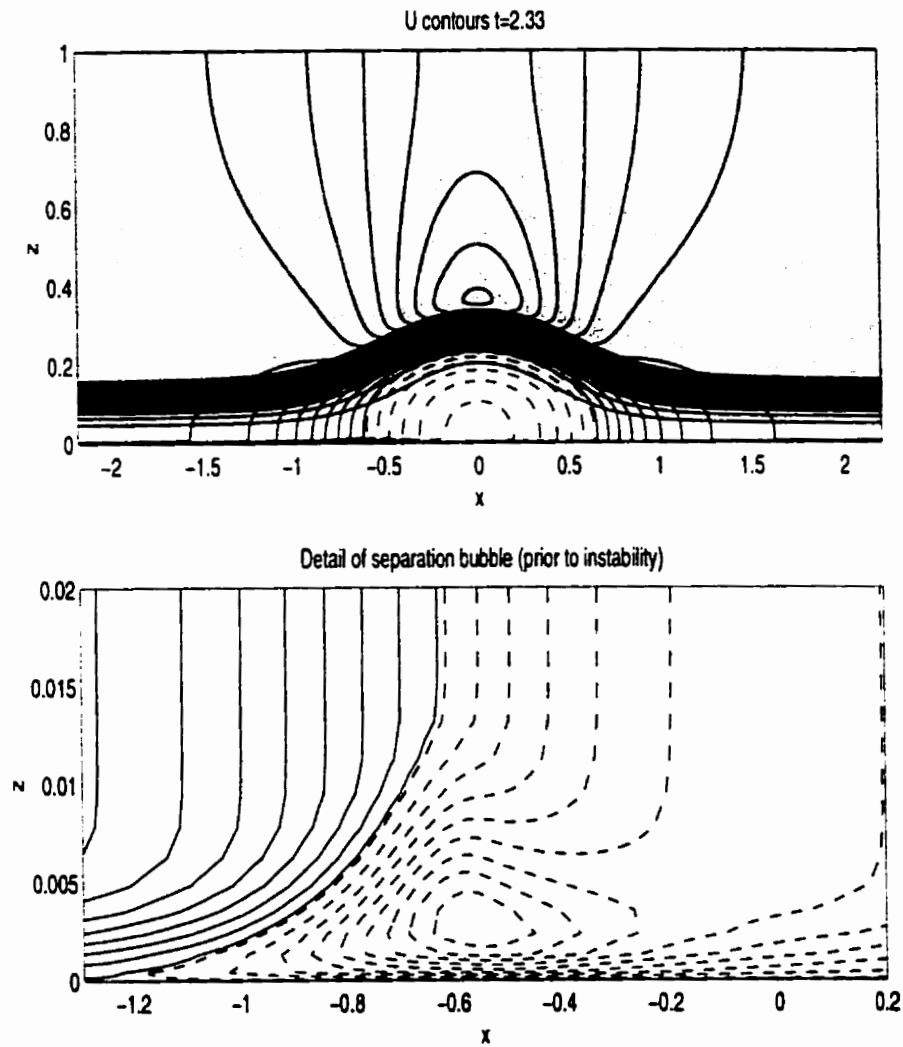 U contours t=2.33
1
0.8
0.6
z
0.4
0.2
0
−2 −1.5 −1 −0.5 0 0.5 1 1.5 2
x
Detail of separation bubble (prior to instability)
0.02
0.015
z
0.01
0.005
0
−1.2 −1 −0.8 −0.6 −0.4 −0.2 0 0.2
x